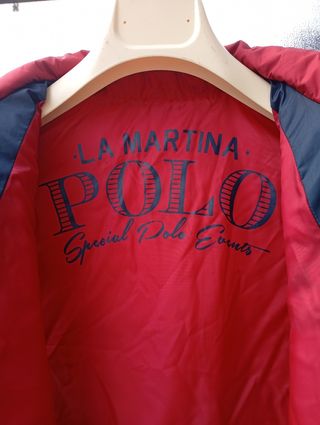 · LA MARTINA ·
POLO
Special Polo Events